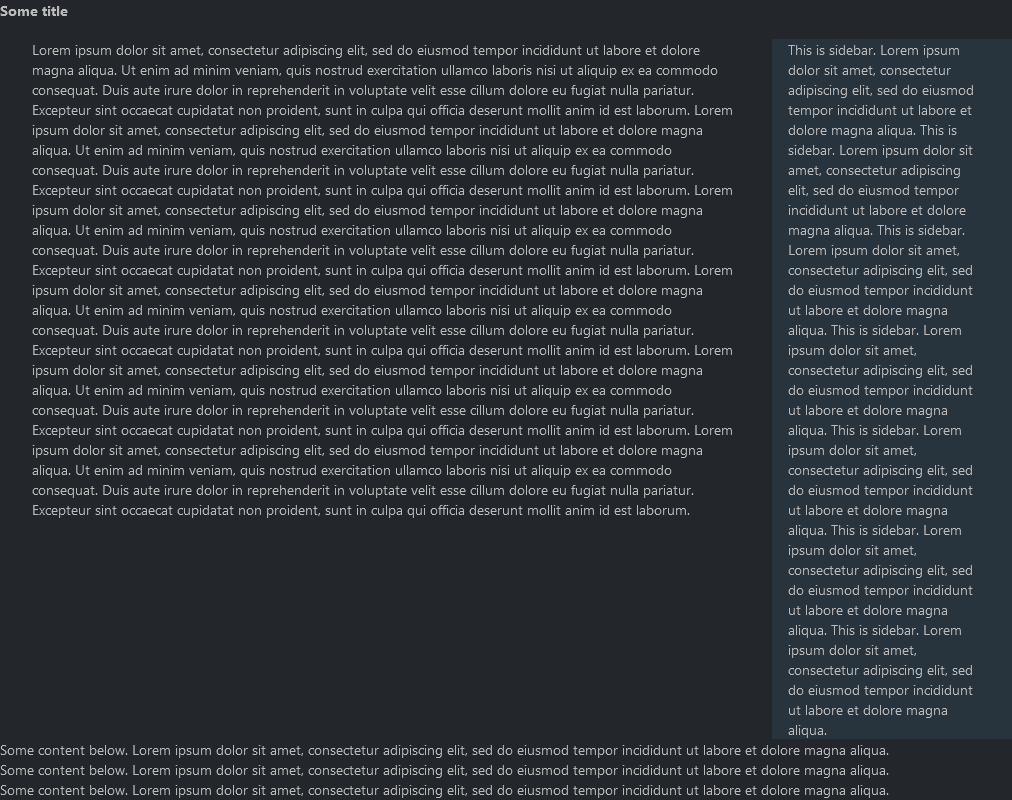 Some title
Lorem ipsum dolor sit amet, consectetur adipiscing elit, sed do eiusmod tempor incididunt ut labore et dolore
magna aliqua. Ut enim ad minim veniam, quis nostrud exercitation ullamco laboris nisi ut aliquip ex ea commodo
consequat. Duis aute irure dolor in reprehenderit in voluptate velit esse cillum dolore eu fugiat nulla pariatur.
Excepteur sint occaecat cupidatat non proident, sunt in culpa qui officia deserunt mollit anim id est laborum. Lorem
ipsum dolor sit amet, consectetur adipiscing elit, sed do eiusmod tempor incididunt ut labore et dolore magna
aliqua. Ut enim ad minim veniam, quis nostrud exercitation ullamco laboris nisi ut aliquip ex ea commodo
consequat. Duis aute irure dolor in reprehenderit in voluptate velit esse cillum dolore eu fugiat nulla pariatur.
Excepteur sint occaecat cupidatat non proident, sunt in culpa qui officia deserunt mollit anim id est laborum. Lorem
ipsum dolor sit amet, consectetur adipiscing elit, sed do eiusmod tempor incididunt ut labore et dolore magna
aliqua. Ut enim ad minim veniam, quis nostrud exercitation ullamco laboris nisi ut aliquip ex ea commodo
consequat. Duis aute irure dolor in reprehenderit in voluptate velit esse cillum dolore eu fugiat nulla pariatur.
Excepteur sint occaecat cupidatat non proident, sunt in culpa qui officia deserunt mollit anim id est laborum. Lorem
ipsum dolor sit amet, consectetur adipiscing elit, sed do eiusmod tempor incididunt ut labore et dolore magna
aliqua. Ut enim ad minim veniam, quis nostrud exercitation ullamco laboris nisi ut aliquip ex ea commodo
consequat. Duis aute irure dolor in reprehenderit in voluptate velit esse cillum dolore eu fugiat nulla pariatur.
Excepteur sint occaecat cupidatat non proident, sunt in culpa qui officia deserunt mollit anim id est laborum. Lorem
ipsum dolor sit amet, consectetur adipiscing elit, sed do eiusmod tempor incididunt ut labore et dolore magna
aliqua. Ut enim ad minim veniam, quis nostrud exercitation ullamco laboris nisi ut aliquip ex ea commodo
consequat. Duis aute irure dolor in reprehenderit in voluptate velit esse cillum dolore eu fugiat nulla pariatur.
Excepteur sint occaecat cupidatat non proident, sunt in culpa qui officia deserunt mollit anim id est laborum. Lorem
ipsum dolor sit amet, consectetur adipiscing elit, sed do eiusmod tempor incididunt ut labore et dolore magna
aliqua. Ut enim ad minim veniam, quis nostrud exercitation ullamco laboris nisi ut aliquip ex ea commodo
consequat. Duis aute irure dolor in reprehenderit in voluptate velit esse cillum dolore eu fugiat nulla pariatur.
Excepteur sint occaecat cupidatat non proident, sunt in culpa qui officia deserunt mollit anim id est laborum.
This is sidebar. Lorem ipsum
dolor sit amet, consectetur
adipiscing elit, sed do eiusmod
tempor incididunt ut labore et
dolore magna aliqua. This is
sidebar. Lorem ipsum dolor sit
amet, consectetur adipiscing
elit, sed do eiusmod tempor
incididunt ut labore et dolore
magna aliqua. This is sidebar.
Lorem ipsum dolor sit amet,
consectetur adipiscing elit, sed
do eiusmod tempor incididunt
ut labore et dolore magna
aliqua. This is sidebar. Lorem
ipsum dolor sit amet,
consectetur adipiscing elit, sed
do eiusmod tempor incididunt
ut labore et dolore magna
aliqua. This is sidebar. Lorem
ipsum dolor sit amet,
consectetur adipiscing elit, sed
do eiusmod tempor incididunt
ut labore et dolore magna
aliqua. This is sidebar. Lorem
ipsum dolor sit amet,
consectetur adipiscing elit, sed
do eiusmod tempor incididunt
ut labore et dolore magna
aliqua. This is sidebar. Lorem
ipsum dolor sit amet,
consectetur adipiscing elit, sed
do eiusmod tempor incididunt
ut labore et dolore magna
aliqua.
Some content below. Lorem ipsum dolor sit amet, consectetur adipiscing elit, sed do eiusmod tempor incididunt ut labore et dolore magna aliqua.
Some content below. Lorem ipsum dolor sit amet, consectetur adipiscing elit, sed do eiusmod tempor incididunt ut labore et dolore magna aliqua.
Some content below. Lorem ipsum dolor sit amet, consectetur adipiscing elit, sed do eiusmod tempor incididunt ut labore et dolore magna aliqua.